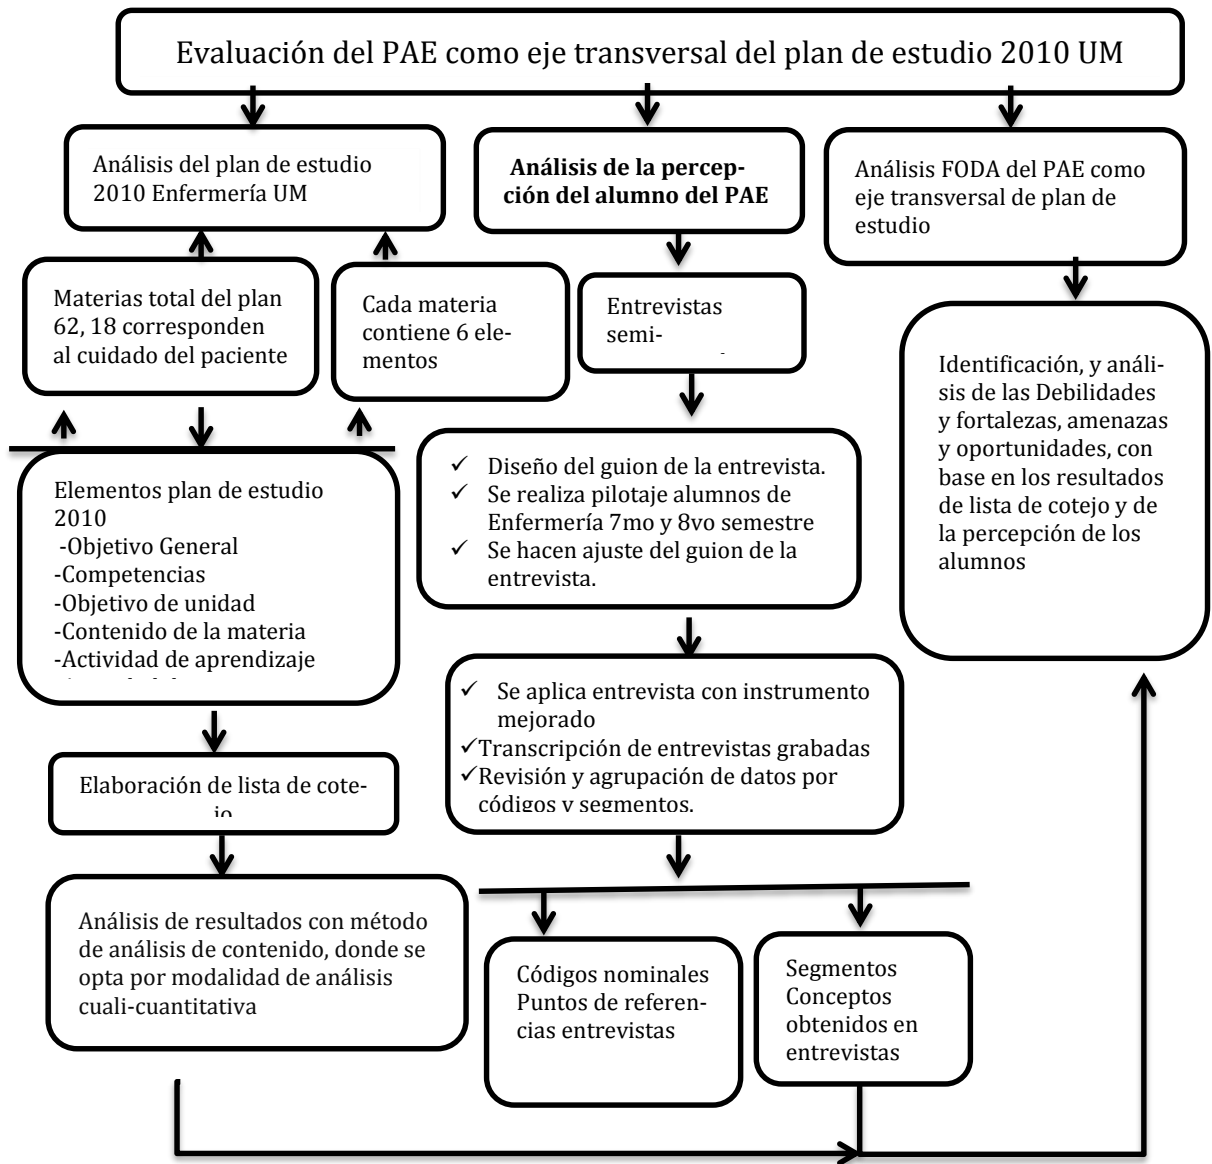 Evaluación del PAE como eje transversal del plan de estudio 2010 UM
Análisis del plan de estudio
2010 Enfermería UM
Análisis de la percep-
ción del alumno del PAE
Análisis FODA del PAE como
eje transversal de plan de
estudio
Materias total del plan
62, 18 corresponden
al cuidado del paciente
Cada materia
contiene 6 ele-
mentos
Entrevistas
semi-
Identificación, y análi-
sis de las Debilidades
y fortalezas, amenazas
y oportunidades, con
base en los resultados
de lista de cotejo y de
la percepción de los
alumnos
Elementos plan de estudio
2010
-Objetivo General
-Competencias
-Objetivo de unidad
-Contenido de la materia
-Actividad de aprendizaje
✓ Diseño del guion de la entrevista.
✓ Se realiza pilotaje alumnos de
Enfermería 7mo y 8vo semestre
✓ Se hacen ajuste del guion de la
entrevista.
✓ Se aplica entrevista con instrumento
mejorado
✓Transcripción de entrevistas grabadas
✓Revisión y agrupación de datos por
códigos y segmentos.
Elaboración de lista de cote-
jo
Análisis de resultados con método
de análisis de contenido, donde se
opta por modalidad de análisis
cuali-cuantitativa
Códigos nominales
Puntos de referen-
cias entrevistas
Segmentos
Conceptos
obtenidos en
entrevistas